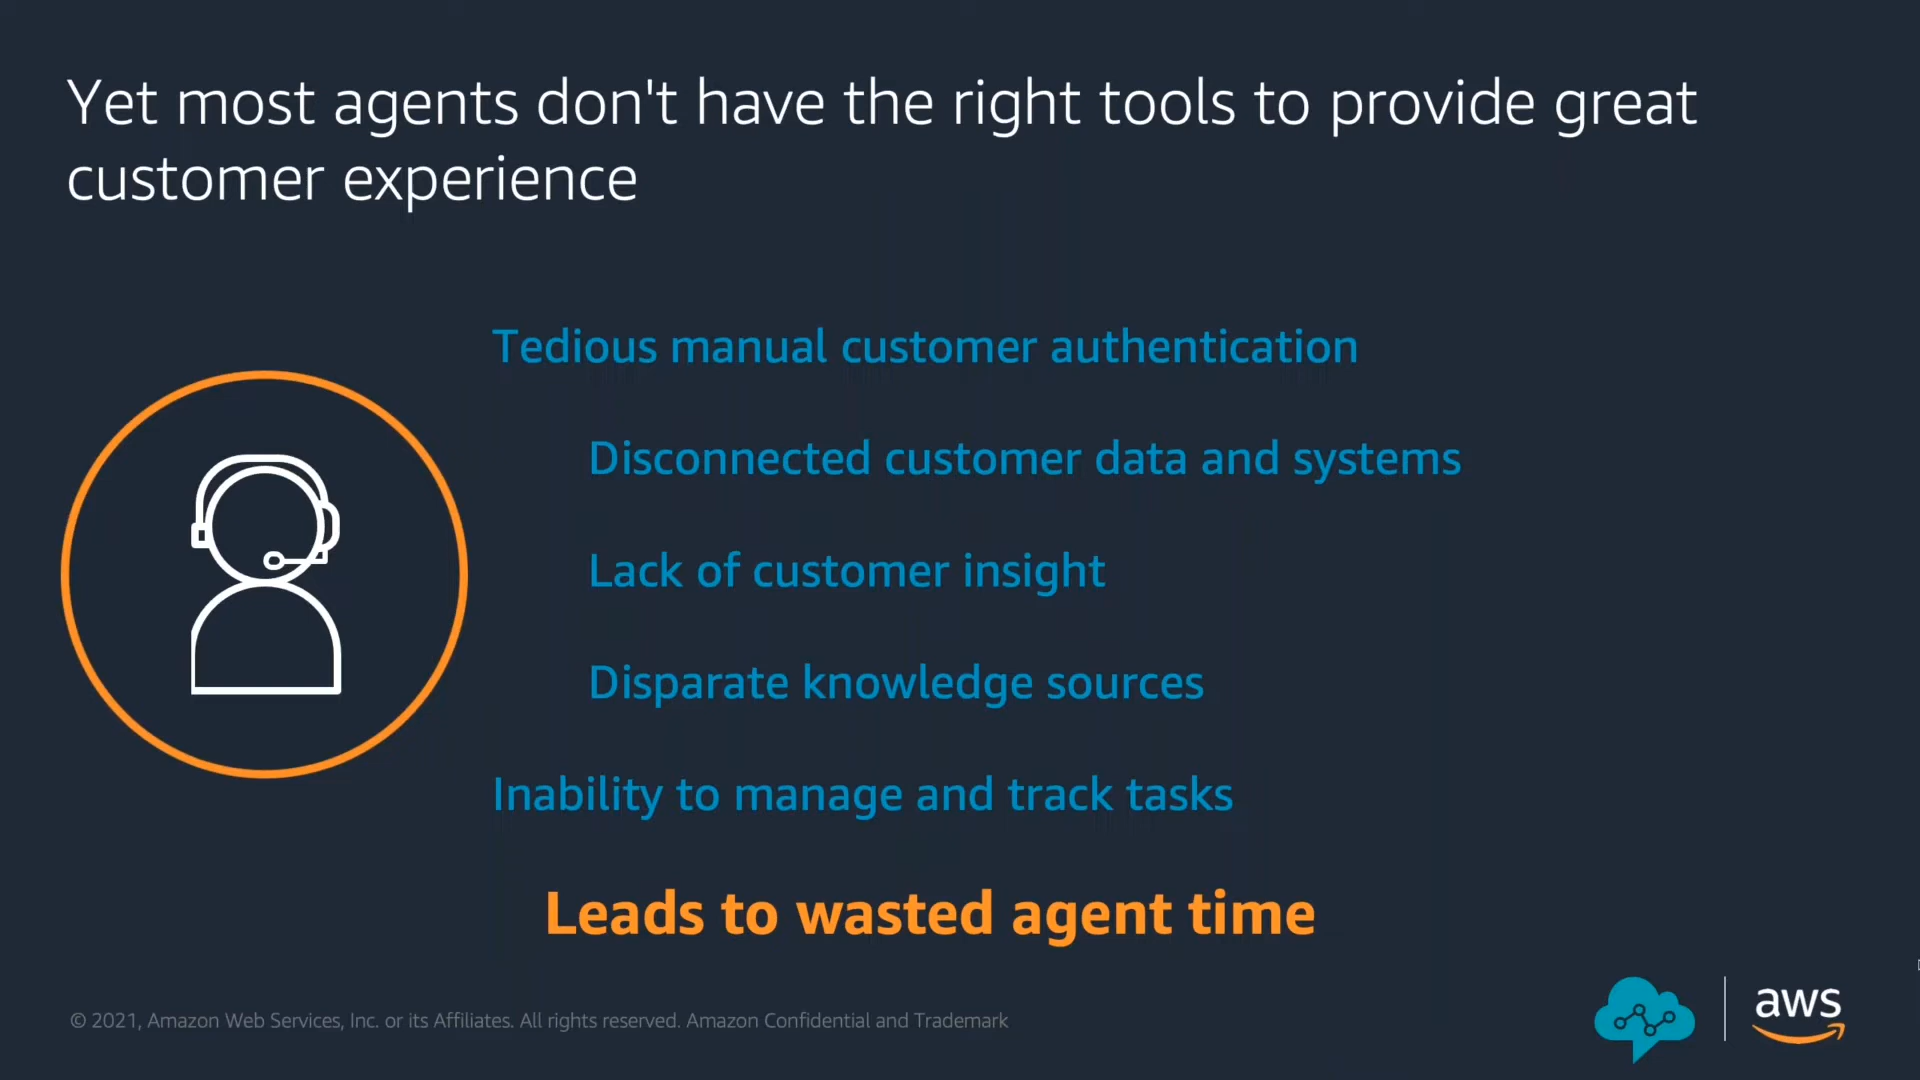 Yet most agents don't have the right tools to provide great
customer experience
Tedious manual customer authentication
Disconnected customer data and systems
Lack of customer insight
Disparate knowledge sources
Inability to manage and track tasks
Leads to wasted agent time
© 2021, Amazon Web Services, Inc. or its Affiliates. All rights reserved. Amazon Confidential and Trademark
aws